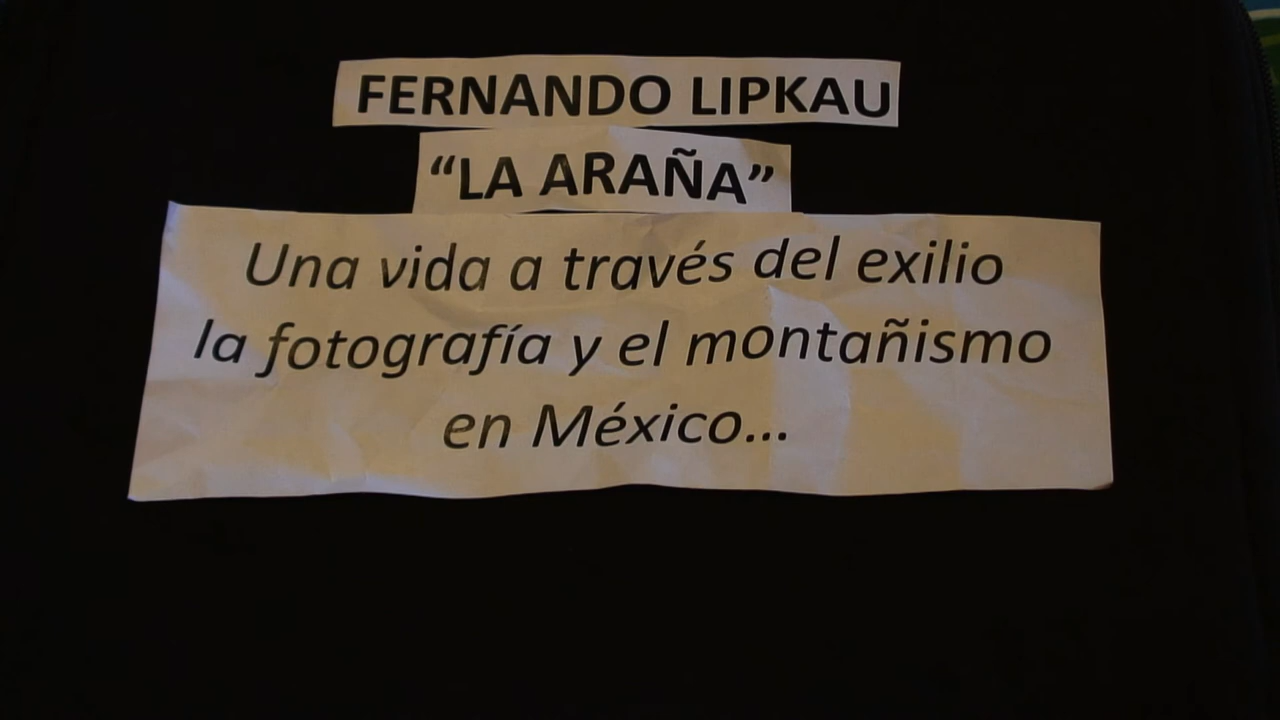 FERNANDO LIPKAU
“LA ARAÑA”
Una vida a través del exilio
la fotografía y el montañismo
en México...